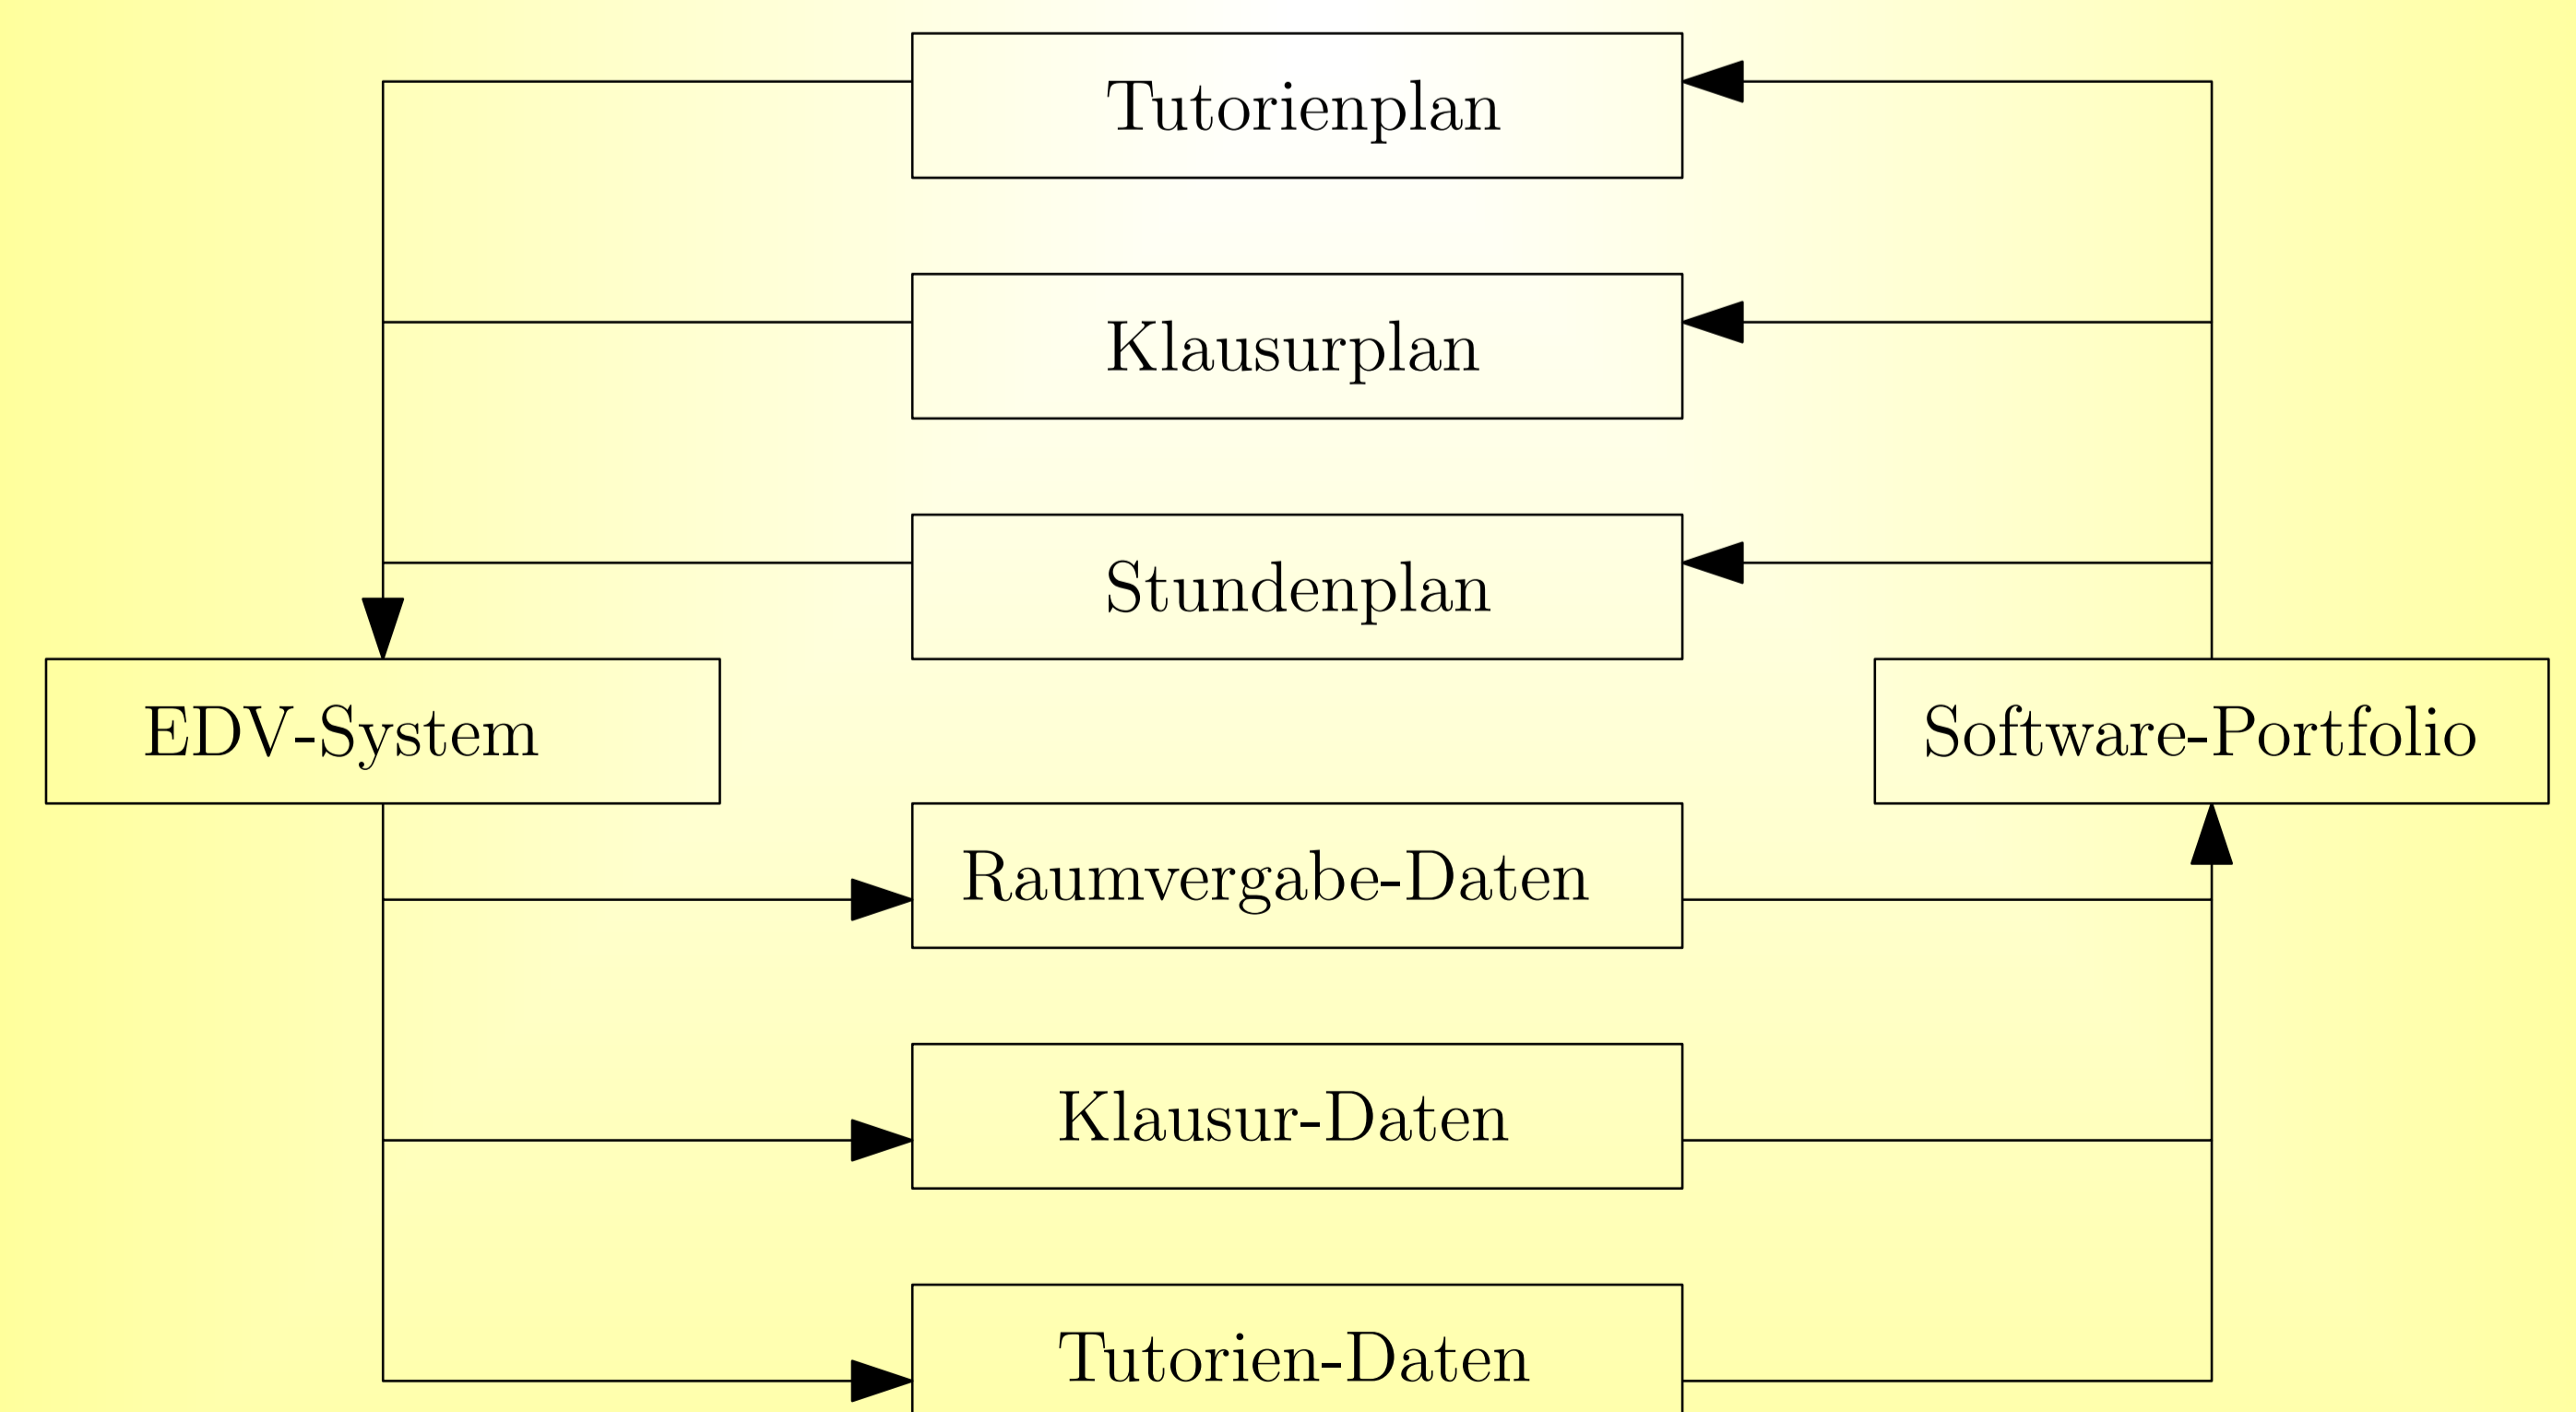 Tutorienplan
Klausurplan
Stundenplan
EDV-System
Software-Portfolio
Raumvergabe-Daten
Klausur-Daten
Tutorien-Daten